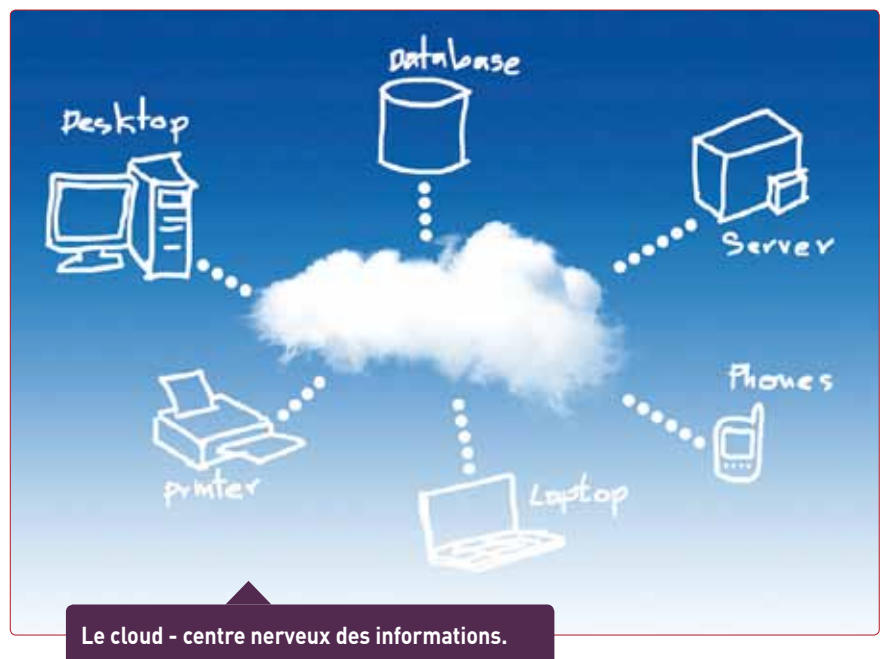 Database
Desktop
Server
Phones
printer
Laptop
Le cloud - centre nerveux des informations.